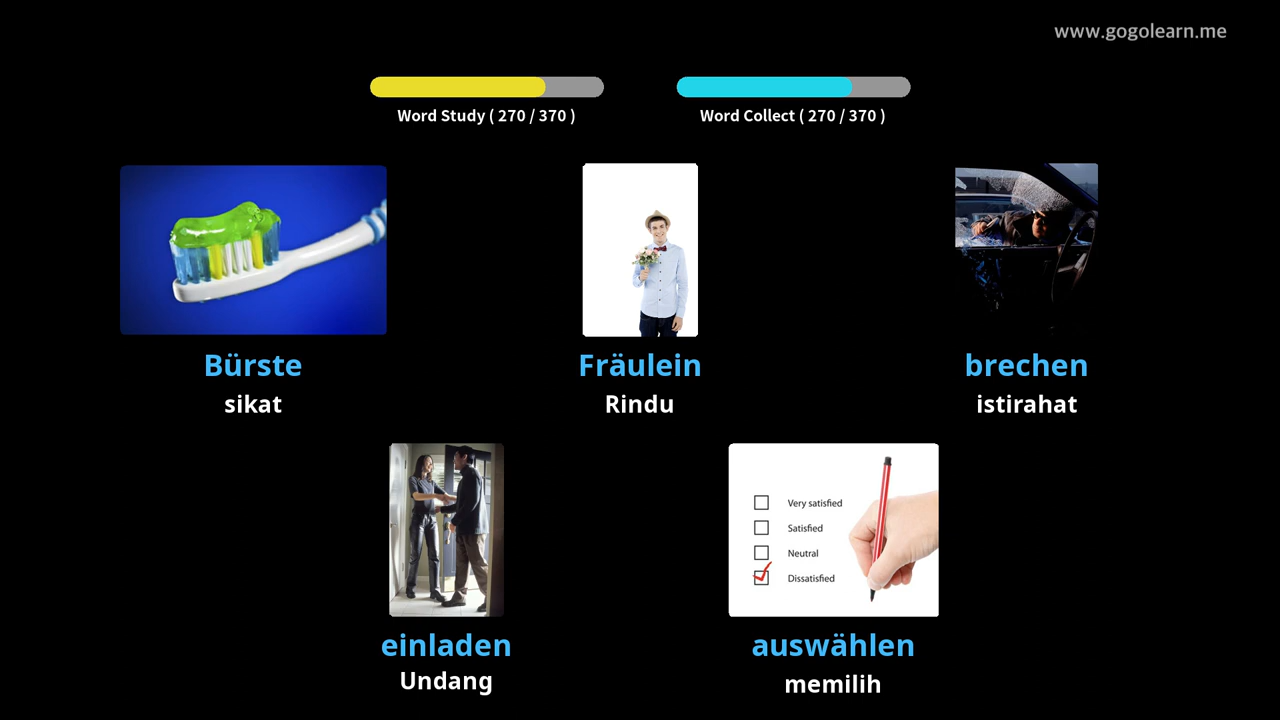 www.gogolearn.me
Word Study ( 270 / 370 )
Word Collect ( 270 / 370 )
Bürste
sikat
Fräulein
Rindu
brechen
istirahat
Very satisfied
Satisfied
Neutral
Dissatisfied
einladen
Undang
auswählen
memilih